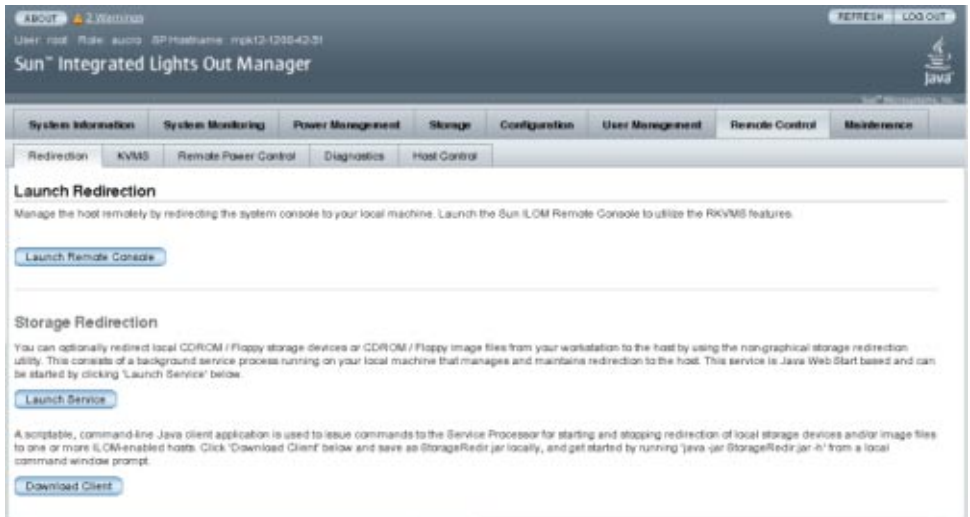 ABOUT 2 Warnings REFRESH LOG OUT
User: root Role: aucro SP Hostname: mpk12-1208-42-51
Sun™ Integrated Lights Out Manager
Java
Sun™ Microsystems, Inc.
System Information System Monitoring Power Management Storage Configuration User Management Remote Control Maintenance
Redirection KVMS Remote Power Control Diagnostics Host Control
Launch Redirection
Manage the host remotely by redirecting the system console to your local machine. Launch the Sun ILOM Remote Console to utilize the RKVMS features.
Launch Remote Console
Storage Redirection
You can optionally redirect local CDROM / Floppy storage devices or CDROM / Floppy image files from your workstation to the host by using the non-graphical storage redirection
utility. This consists of a background service process running on your local machine that manages and maintains redirection to the host. This service is Java Web Start based and can
be started by clicking 'Launch Service' below.
Launch Service
A scriptable, command-line Java client application is used to issue commands to the Service Processor for starting and stopping redirection of local storage devices and/or image files
to one or more ILOM-enabled hosts. Click 'Download Client' below and save as StorageRedir.jar locally, and get started by running 'java -jar StorageRedir.jar -h' from a local
command window prompt.
Download Client